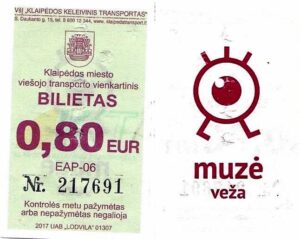 VšĮ „KLAIPĖDOS KELEIVINIS TRANSPORTAS"
S. Daukanto g. 15, tel. 8 600 12 344, www.klaipedatransport.lt
Klaipėdos miesto
viešojo transporto vienkartinis
BILIETAS
0,80 EUR
EAP-06
Nr. 217691
Kontrolės metu pažymėtas
arba nepažymėtas negalioja
2017 UAB „LODVILA" 01307
muzė
veža